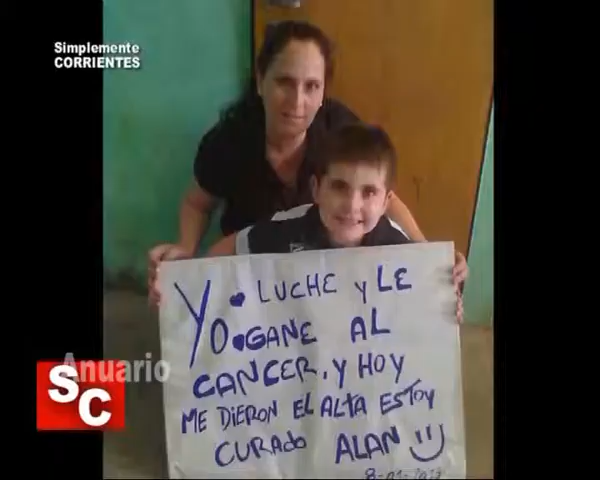 Simplemente
CORRIENTES
YO LUCHE Y LE
GANE AL
CANCER. Y HOY
ME DIERON EL ALTA ESTOY
CURADO ALAN
Anuario
SC